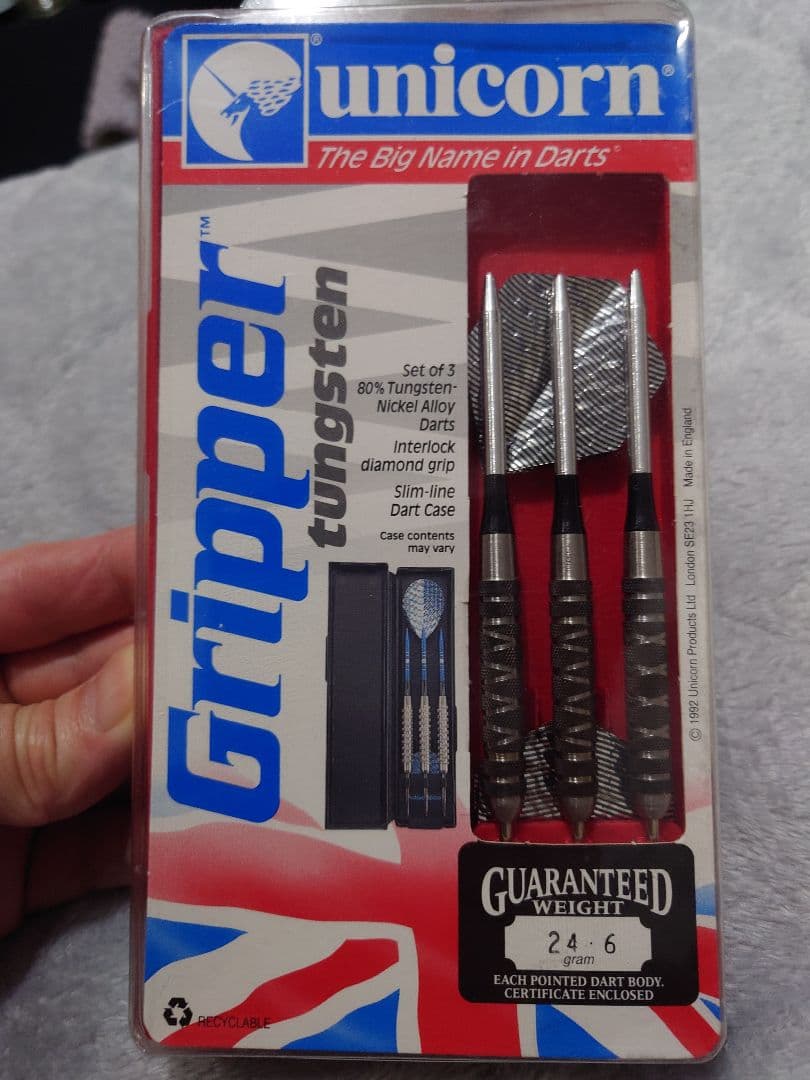 unicorn®
The Big Name in Darts
Gripper™
tungsten
Set of 3
80% Tungsten-
Nickel Alloy
Darts
Interlock
diamond grip
Slim-line
Dart Case
Case contents
may vary
© 1992 Unicorn Products Ltd London SE23 1HJ Made in England
GUARANTEED
WEIGHT
24·6
gram
EACH POINTED DART BODY.
CERTIFICATE ENCLOSED
RECYCLABLE